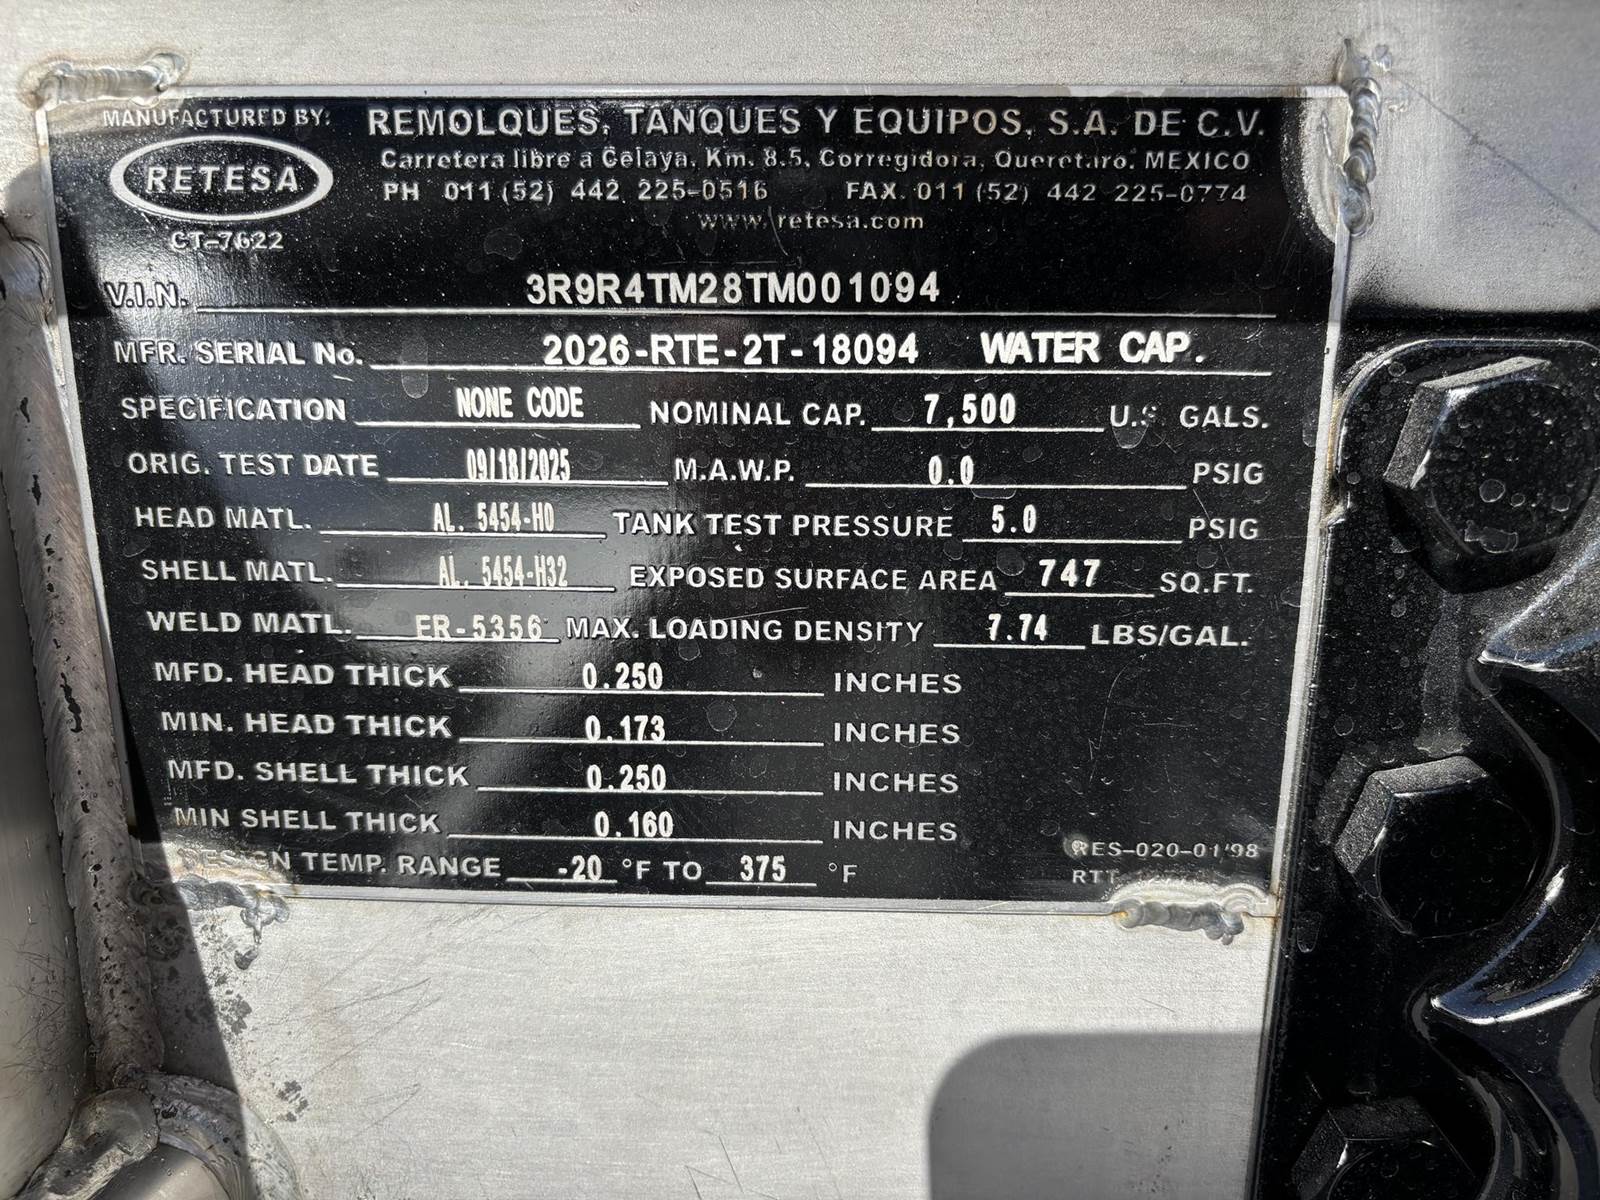 MANUFACTURED BY:
REMOLQUES, TANQUES Y EQUIPOS, S.A. DE C.V.
RETESA
Carretera libre a Celaya, Km. 8.5, Corregidora, Queretaro. MEXICO
PH 011 (52) 442 225-0516 FAX. 011 (52) 442 225-0774
www.retesa.com
CT-7622
V.I.N. 3R9R4TM28TM001094
MFR. SERIAL No. 2026-RTE-2T-18094 WATER CAP.
SPECIFICATION NONE CODE NOMINAL CAP. 7,500 U.S. GALS.
ORIG. TEST DATE 09/18/2025 M.A.W.P. 0.0 PSIG
HEAD MATL. AL. 5454-H0 TANK TEST PRESSURE 5.0 PSIG
SHELL MATL. AL. 5454-H32 EXPOSED SURFACE AREA 747 SQ.FT.
WELD MATL. ER-5356 MAX. LOADING DENSITY 7.74 LBS/GAL.
MFD. HEAD THICK 0.250 INCHES
MIN. HEAD THICK 0.173 INCHES
MFD. SHELL THICK 0.250 INCHES
MIN SHELL THICK 0.160 INCHES
DESIGN TEMP. RANGE -20 °F TO 375 °F
RES-020-01/98
RTT